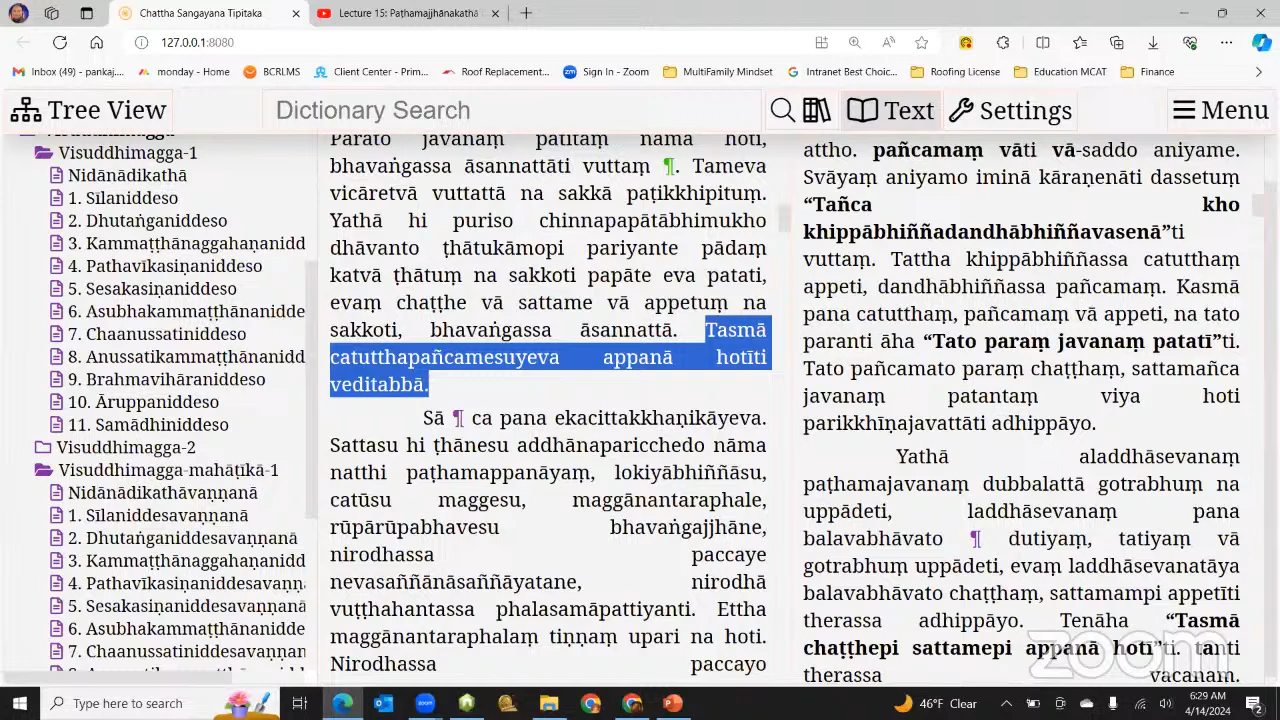 Chattha Sangayana Tipitaka
Lecture 15: Paṭhamajjhānakathā
127.0.0.1:8080
Inbox (49) - pankaj....
monday - Home
BCRLMS
Client Center - Prim...
Roof Replacement...
Sign In - Zoom
MultiFamily Mindset
Intranet Best Choic...
Roofing License
Education MCAT
Finance
Tree View
Dictionary Search
Text
Settings
Menu
Visuddhimagga-1
Nidānādikathā
1. Sīlaniddeso
2. Dhutaṅganiddeso
3. Kammaṭṭhānaggahaṇanidd
4. Pathavīkasiṇaniddeso
5. Sesakasiṇaniddeso
6. Asubhakammaṭṭhānanidde
7. Chaanussatiniddeso
8. Anussatikammaṭṭhānanidd
9. Brahmavihāraniddeso
10. Āruppaniddeso
11. Samādhiniddeso
Visuddhimagga-2
Visuddhimagga-mahāṭīkā-1
Nidānādikathāvaṇṇanā
1. Sīlaniddesavaṇṇanā
2. Dhutaṅganiddesavaṇṇanā
3. Kammaṭṭhānaggahaṇanidd
4. Pathavīkasiṇaniddesavaṇṇ
5. Sesakasiṇaniddesavaṇṇanā
6. Asubhakammaṭṭhānanidde
7. Chaanussatiniddesavaṇṇan
Parato javanaṃ patitaṃ nāma hoti,
bhavaṅgassa āsannattāti vuttaṃ ¶. Tameva
vicāretvā vuttattā na sakkā paṭikkhipituṃ.
Yathā hi puriso chinnapapātābhimukho
dhāvanto ṭhātukāmopi pariyante pādaṃ
katvā ṭhātuṃ na sakkoti papāte eva patati,
evaṃ chaṭṭhe vā sattame vā appetuṃ na
sakkoti, bhavaṅgassa āsannattā. Tasmā
catutthapañcamesuyeva appanā hotīti
veditabbā.
Sā ¶ ca pana ekacittakkhaṇikāyeva.
Sattasu hi ṭhānesu addhānaparicchedo nāma
natthi paṭhamappanāyaṃ, lokiyābhiññāsu,
catūsu maggesu, maggānantaraphale,
rūpārūpabhavesu bhavaṅgajjhāne,
nirodhassa paccaye
nevasaññānāsaññāyatane, nirodhā
vuṭṭhahantassa phalasamāpattiyanti. Ettha
maggānantaraphalaṃ tiṇṇaṃ upari na hoti.
Nirodhassa paccayo
attho. pañcamaṃ vāti vā-saddo aniyame.
Svāyaṃ aniyamo iminā kāraṇenāti dassetuṃ
“Tañca kho
khippābhiññadandhābhiññavasenā”ti
vuttaṃ. Tattha khippābhiññassa catutthaṃ
appeti, dandhābhiññassa pañcamaṃ. Kasmā
pana catutthaṃ, pañcamaṃ vā appeti, na tato
paranti āha “Tato paraṃ javanaṃ patatī”ti.
Tato pañcamato paraṃ chaṭṭhaṃ, sattamañca
javanaṃ patantaṃ viya hoti
parikkhīṇajavattāti adhippāyo.
Yathā aladdhāsevanaṃ
paṭhamajavanaṃ dubbalattā gotrabhuṃ na
uppādeti, laddhāsevanaṃ pana
balavabhāvato ¶ dutiyaṃ, tatiyaṃ vā
gotrabhuṃ uppādeti, evaṃ laddhāsevanatāya
balavabhāvato chaṭṭhaṃ, sattamampi appetīti
therassa adhippāyo. Tenāha “Tasmā
chaṭṭhepi sattamepi appanā hotī”ti. tanti
therassa vacanaṃ.
zoom
Type here to search
46°F Clear
6:29 AM
4/14/2024
2